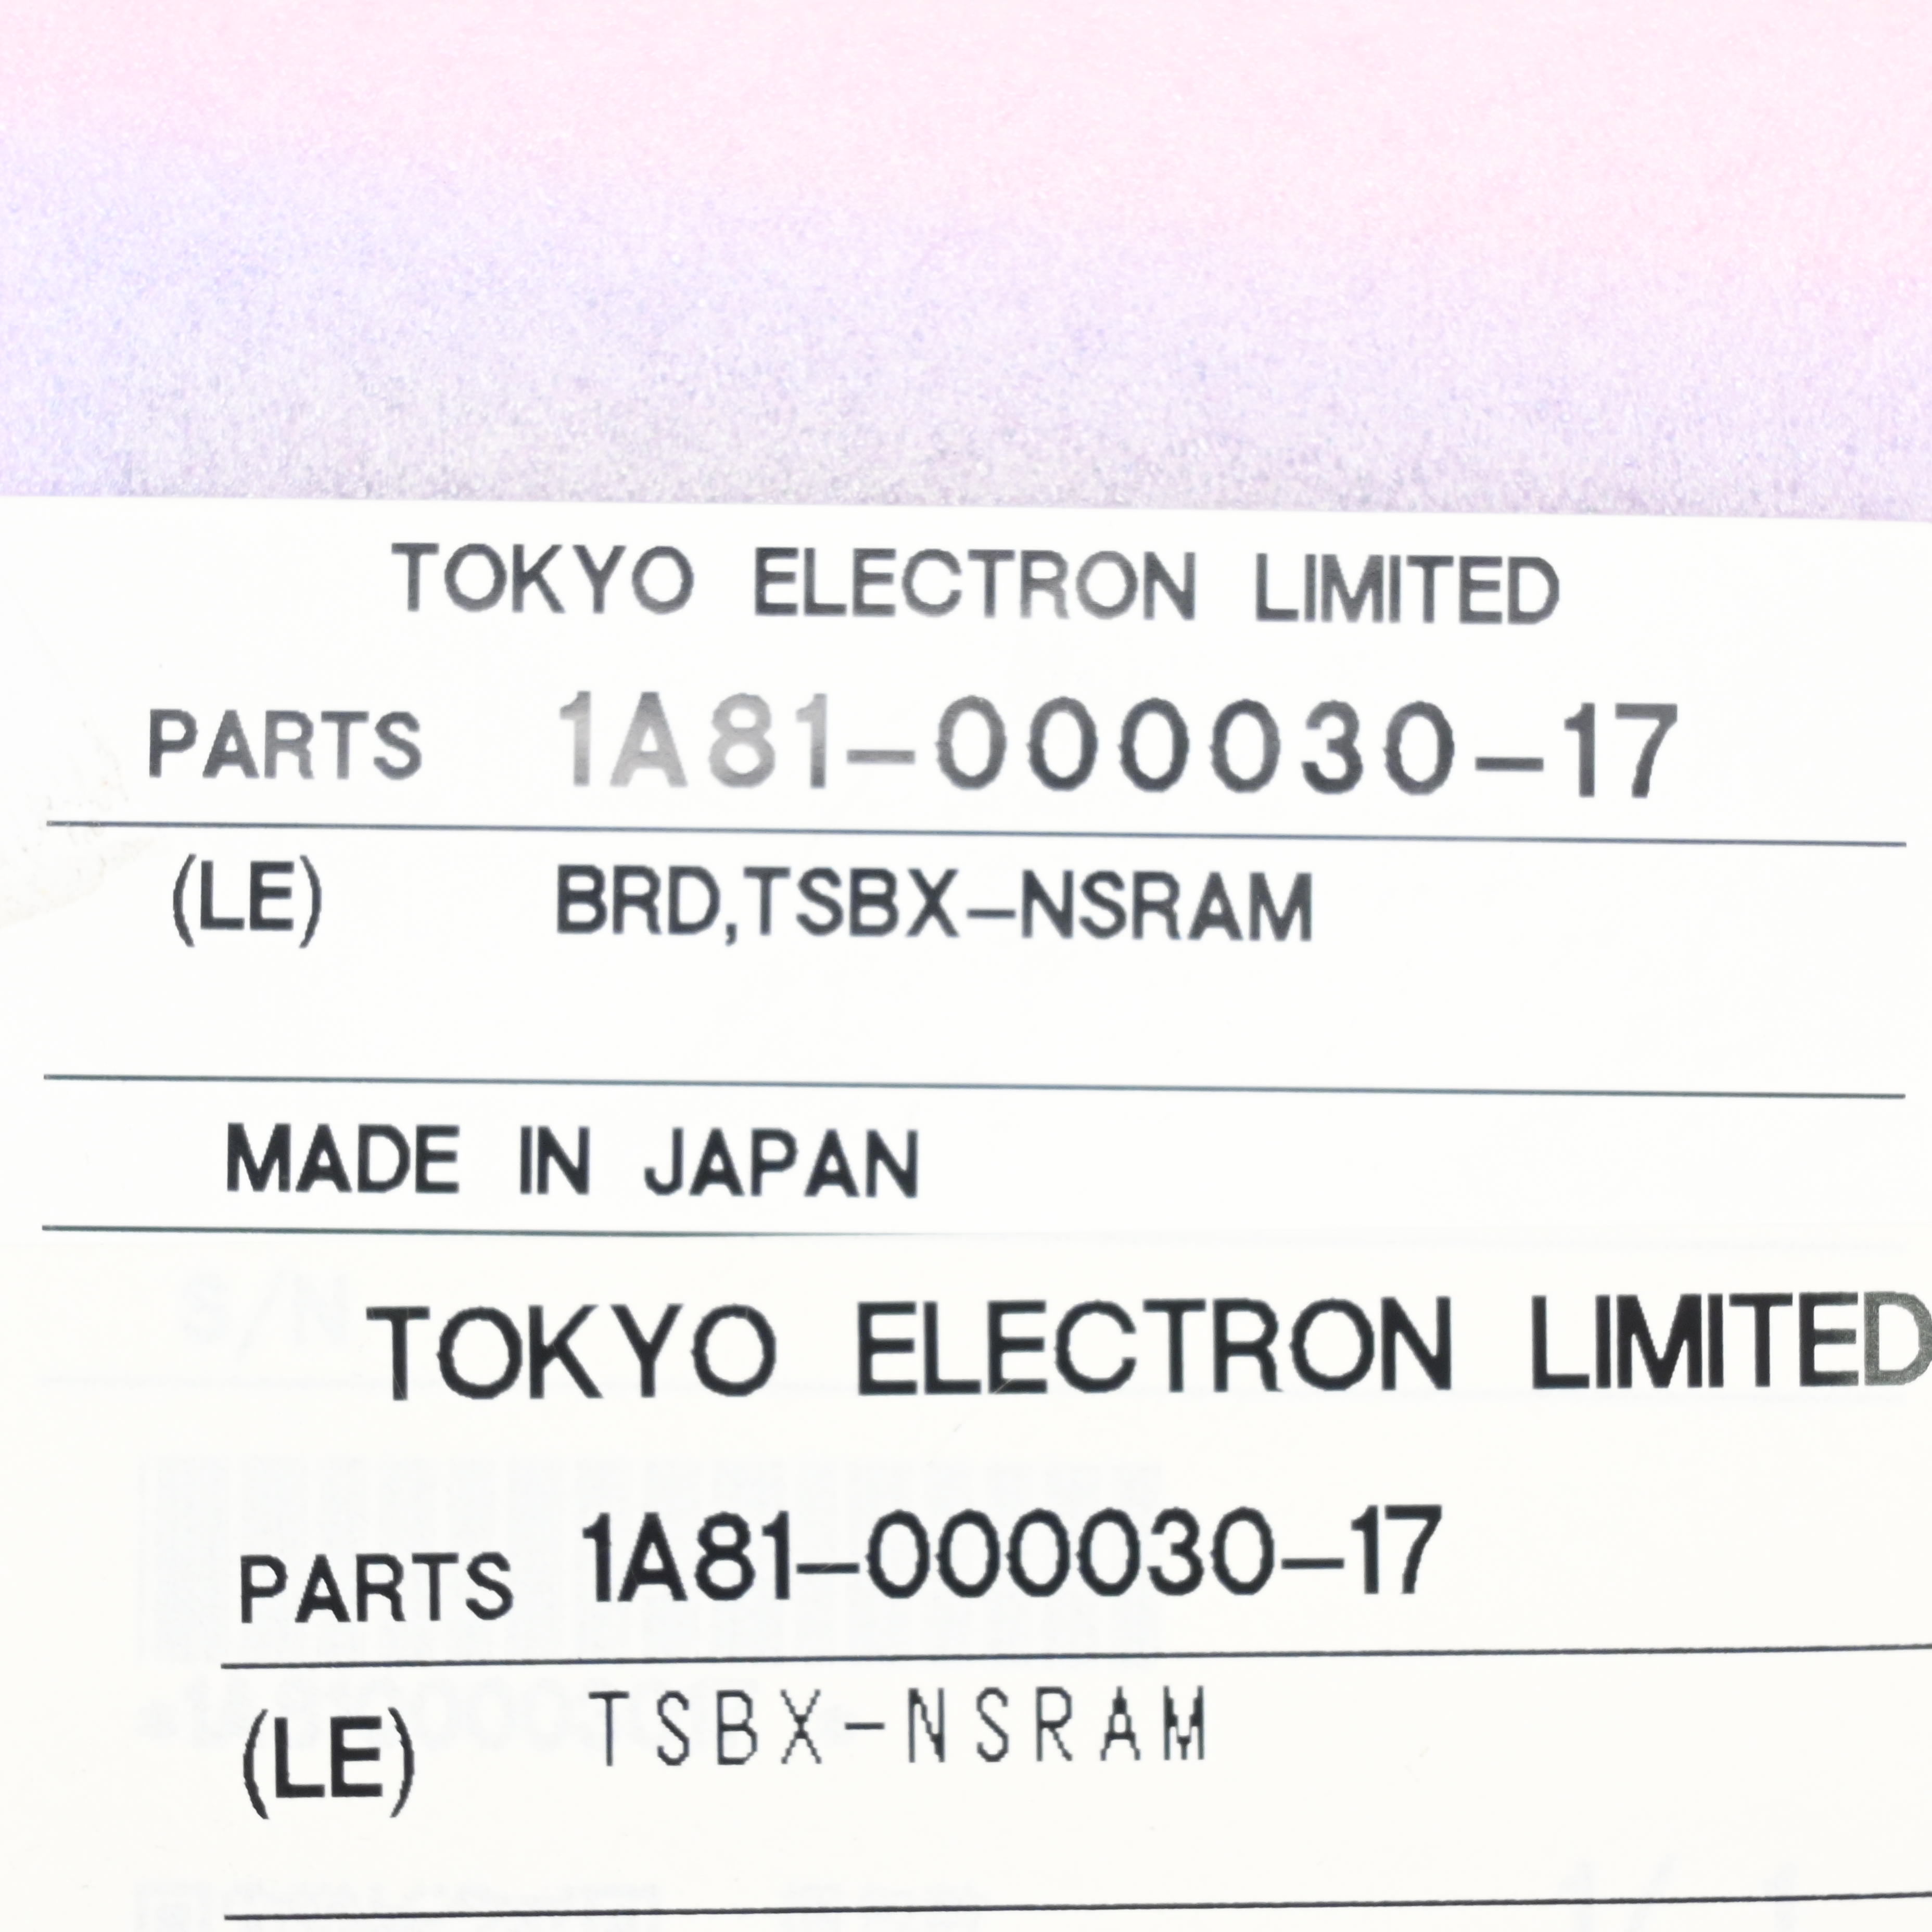 TOKYO ELECTRON LIMITED
PARTS 1A81-000030-17
(LE) BRD,TSBX-NSRAM
MADE IN JAPAN
S/N
TOKYO ELECTRON LIMITED
PARTS 1A81-000030-17
(LE) TSBX-NSRAM